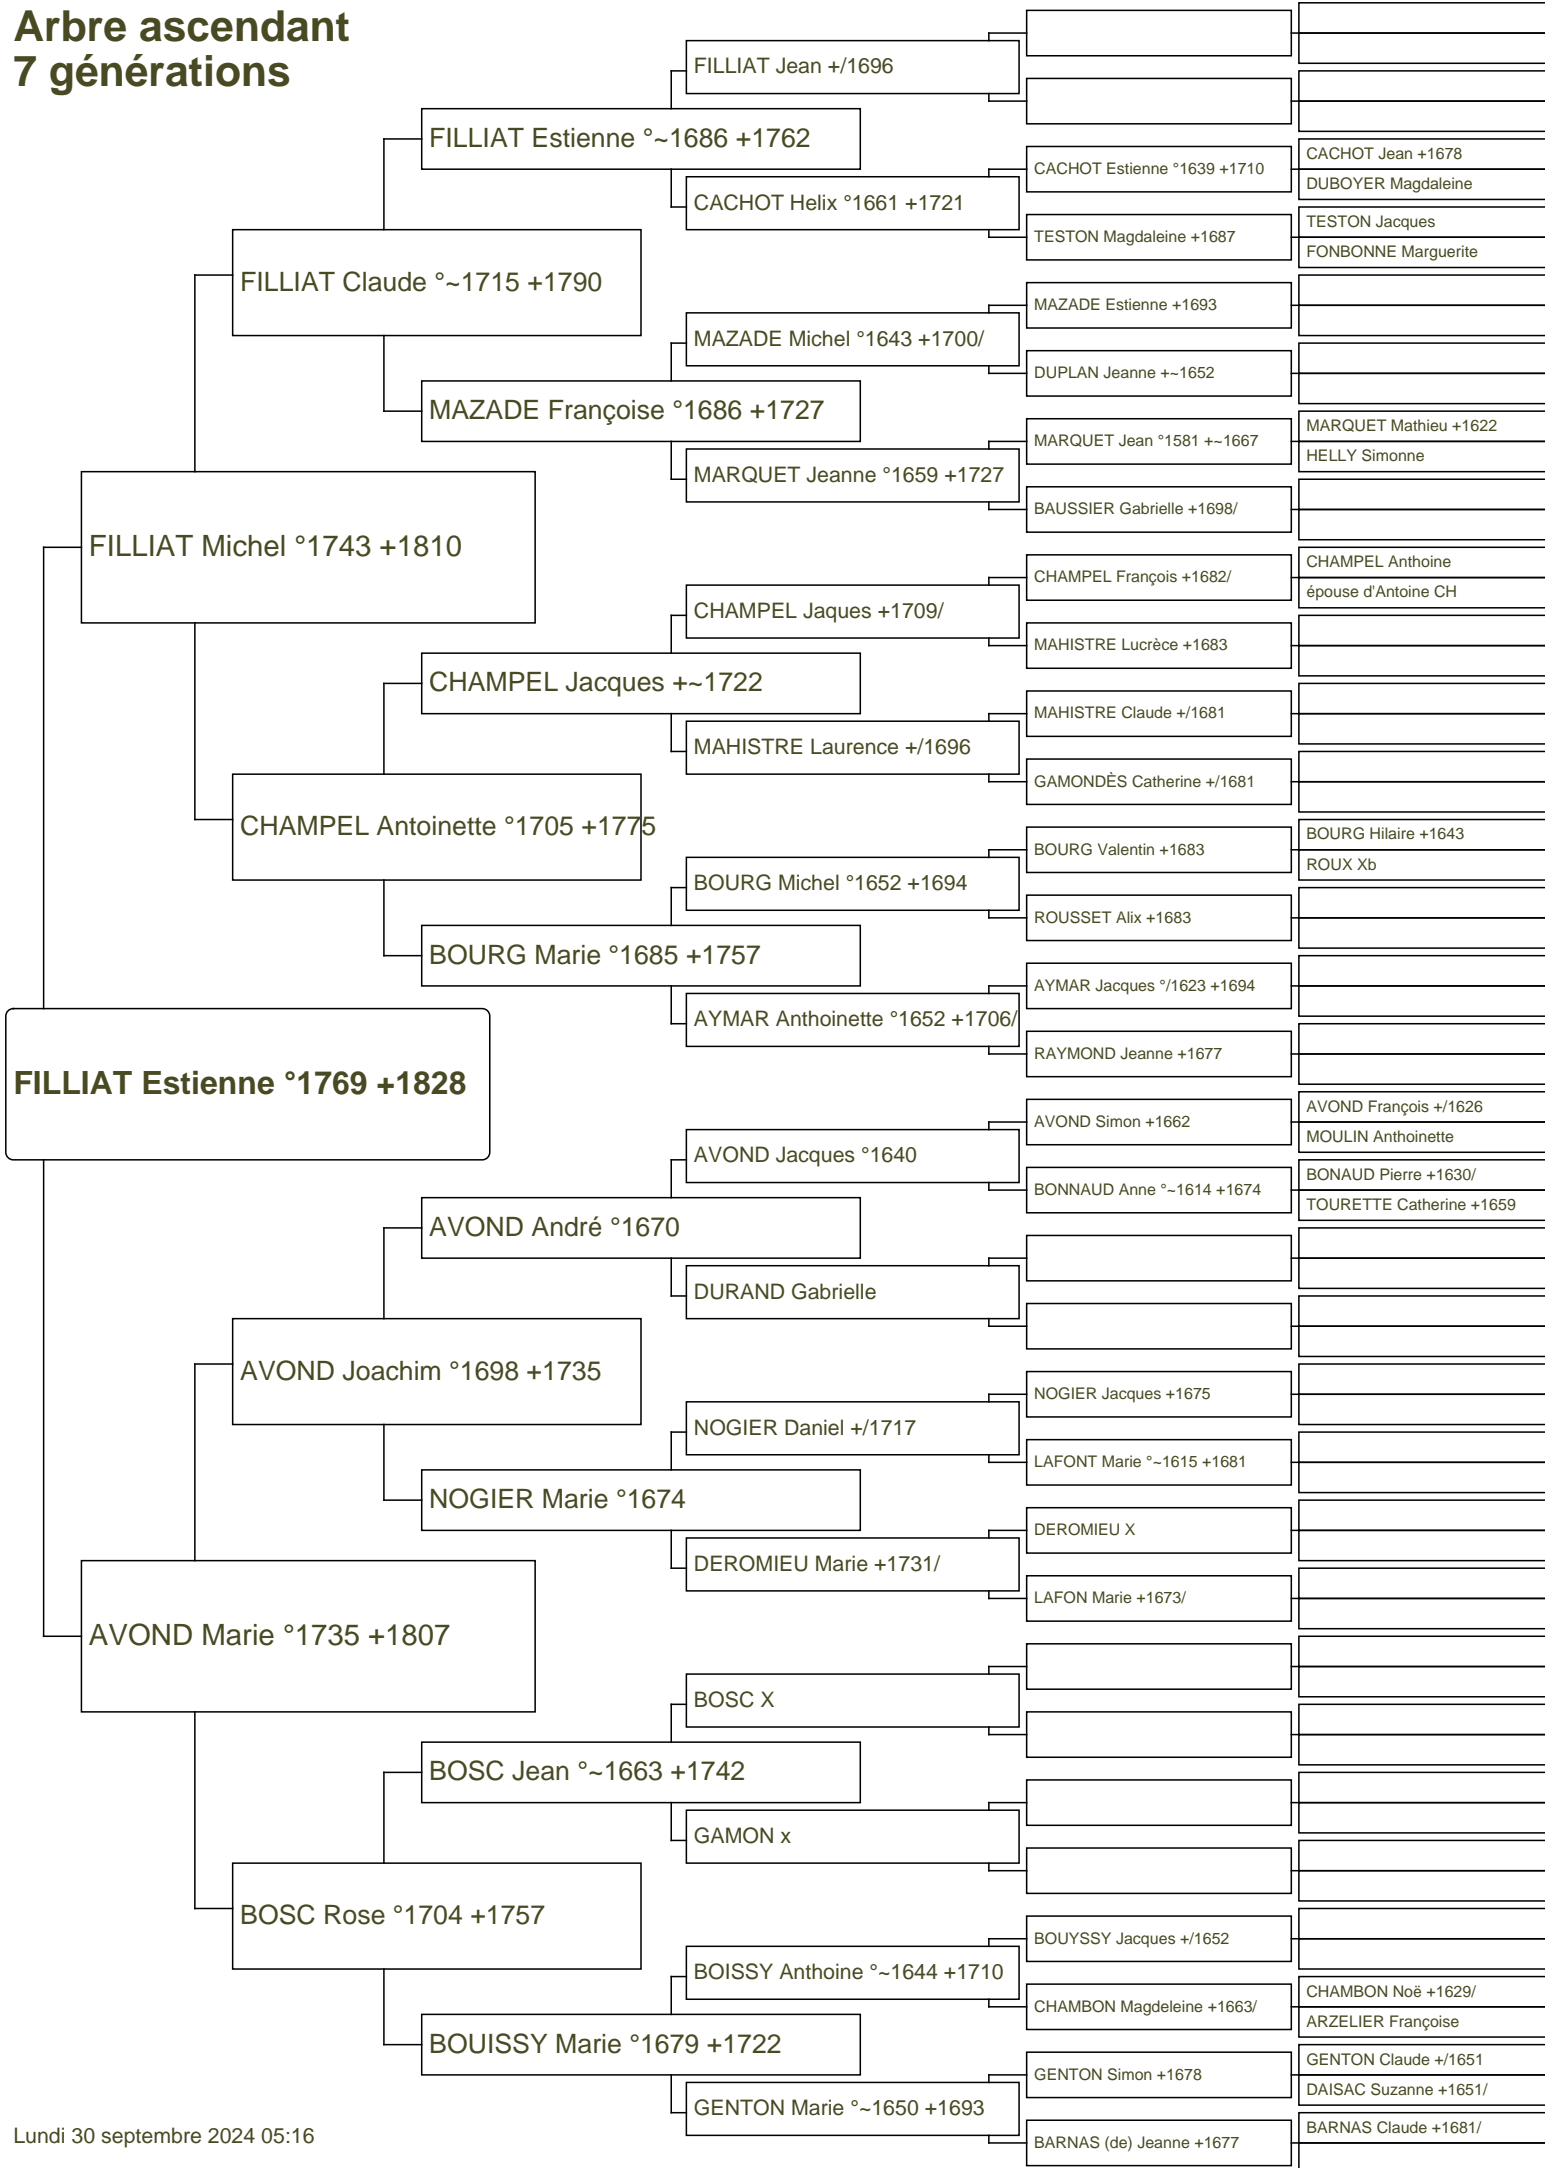 Arbre ascendant
7 générations
FILLIAT Jean +/1696
FILLIAT Estienne °~1686 +1762
CACHOT Jean +1678
CACHOT Estienne °1639 +1710
DUBOYER Magdaleine
CACHOT Helix °1661 +1721
TESTON Jacques
TESTON Magdaleine +1687
FONBONNE Marguerite
FILLIAT Claude °~1715 +1790
MAZADE Estienne +1693
MAZADE Michel °1643 +1700/
DUPLAN Jeanne +~1652
MAZADE Françoise °1686 +1727
MARQUET Mathieu +1622
MARQUET Jean °1581 +~1667
HELLY Simonne
MARQUET Jeanne °1659 +1727
BAUSSIER Gabrielle +1698/
FILLIAT Michel °1743 +1810
CHAMPEL Anthoine
CHAMPEL François +1682/
épouse d'Antoine CH
CHAMPEL Jaques +1709/
MAHISTRE Lucrèce +1683
CHAMPEL Jacques +~1722
MAHISTRE Claude +/1681
MAHISTRE Laurence +/1696
GAMONDÈS Catherine +/1681
CHAMPEL Antoinette °1705 +1775
BOURG Hilaire +1643
BOURG Valentin +1683
ROUX Xb
BOURG Michel °1652 +1694
ROUSSET Alix +1683
BOURG Marie °1685 +1757
AYMAR Jacques °/1623 +1694
AYMAR Anthoinette °1652 +1706/
RAYMOND Jeanne +1677
FILLIAT Estienne °1769 +1828
AVOND François +/1626
AVOND Simon +1662
MOULIN Anthoinette
AVOND Jacques °1640
BONAUD Pierre +1630/
BONNAUD Anne °~1614 +1674
TOURETTE Catherine +1659
AVOND André °1670
DURAND Gabrielle
AVOND Joachim °1698 +1735
NOGIER Jacques +1675
NOGIER Daniel +/1717
LAFONT Marie °~1615 +1681
NOGIER Marie °1674
DEROMIEU X
DEROMIEU Marie +1731/
LAFON Marie +1673/
AVOND Marie °1735 +1807
BOSC X
BOSC Jean °~1663 +1742
GAMON x
BOSC Rose °1704 +1757
BOUYSSY Jacques +/1652
BOISSY Anthoine °~1644 +1710
CHAMBON Noë +1629/
CHAMBON Magdeleine +1663/
ARZELIER Françoise
BOUISSY Marie °1679 +1722
GENTON Claude +/1651
GENTON Simon +1678
DAISAC Suzanne +1651/
GENTON Marie °~1650 +1693
BARNAS Claude +1681/
BARNAS (de) Jeanne +1677
Lundi 30 septembre 2024 05:16